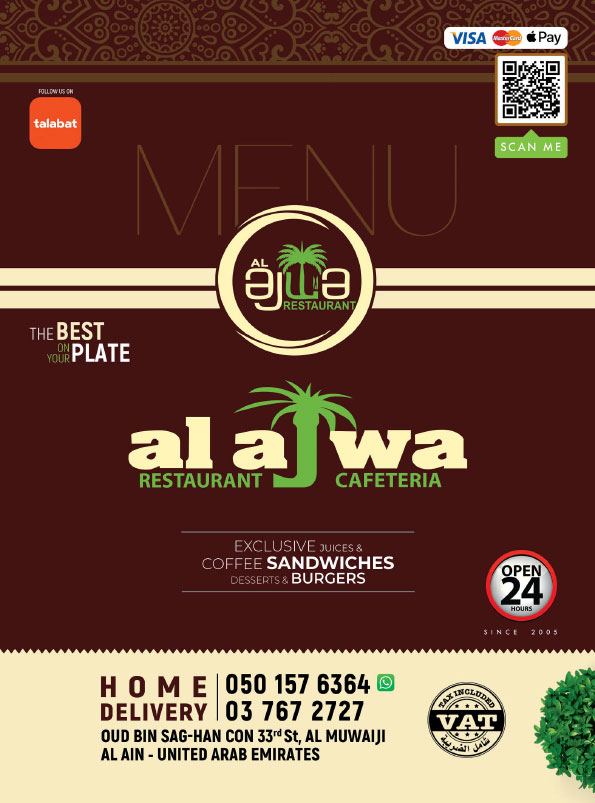 VISA MasterCard Pay
FOLLOW US ON
talabat
SCAN ME
MENU
AL
ajwa
RESTAURANT
THE BEST
ON YOUR PLATE
al ajwa
RESTAURANT CAFETERIA
EXCLUSIVE JUICES &
COFFEE SANDWICHES
DESSERTS & BURGERS
OPEN
24
HOURS
SINCE 2005
HOME DELIVERY
050 157 6364
03 767 2727
OUD BIN SAG-HAN CON 33rd St, AL MUWAIJI
AL AIN - UNITED ARAB EMIRATES
TAX INCLUDED
VAT
شامل الضريبة